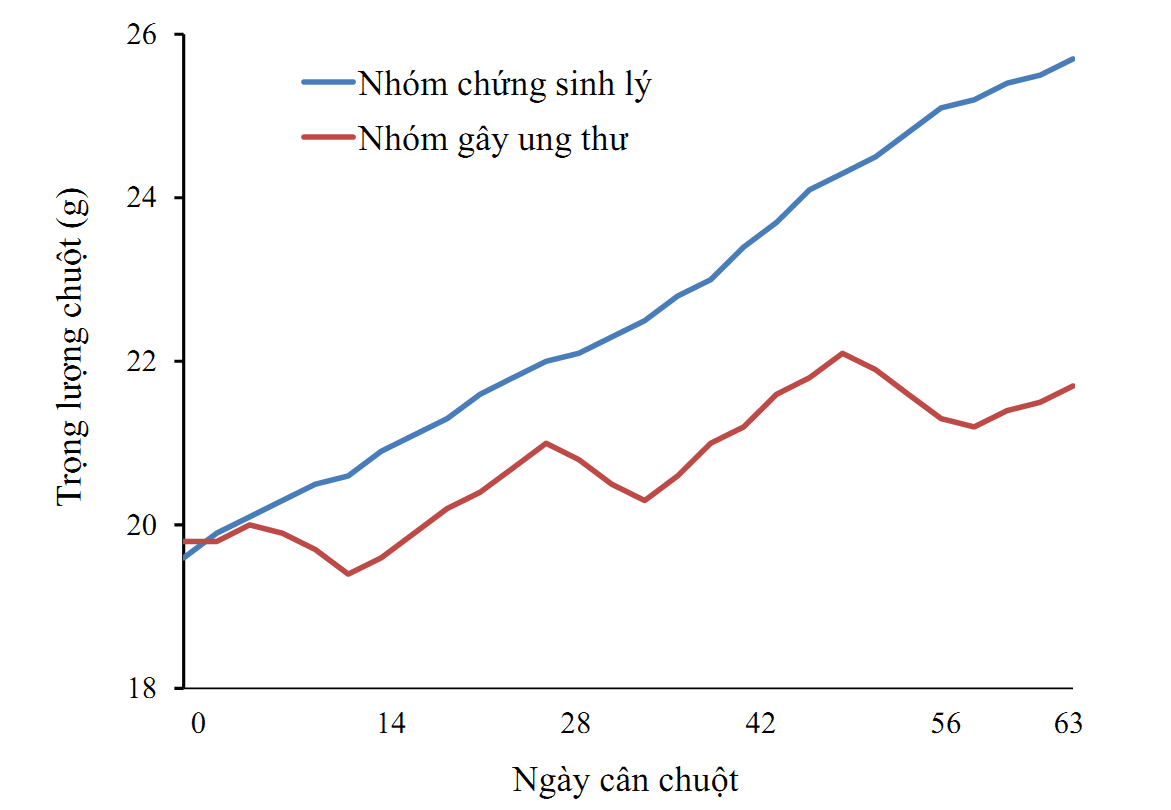 26
Nhóm chứng sinh lý
Nhóm gây ung thư
24
22
20
18
Trọng lượng chuột (g)
0 14 28 42 56 63
Ngày cân chuột